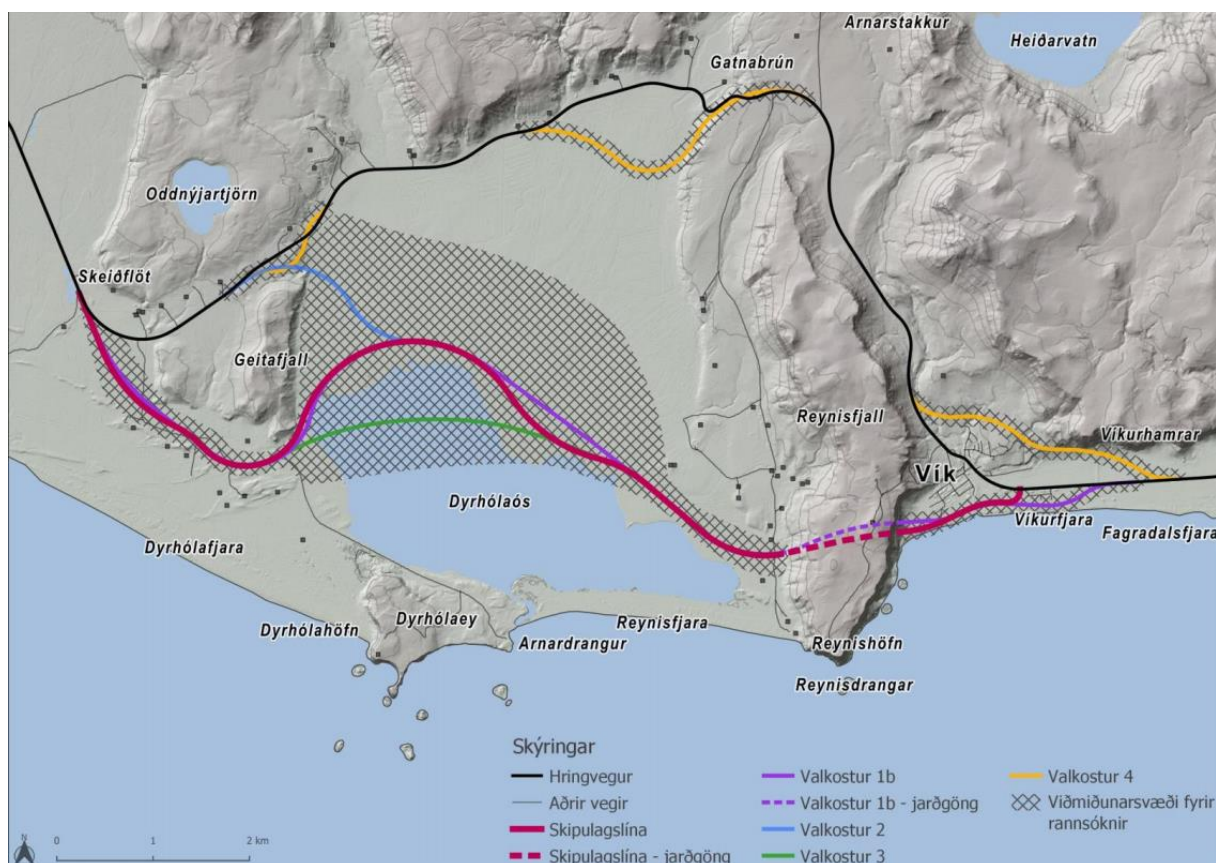 Arnarstakkur
Heiðarvatn
Gatnabrún
Oddnýjartjörn
Skeiðflöt
Geitafjall
Reynisfjall
Víkurhamrar
Vík
Dyrhólaós
Víkurfjara
Fagradalsfjara
Dyrhólafjara
Dyrhólaey
Reynisfjara
Dyrhólahöfn
Arnardrangur
Reynishöfn
Reynisdrangar
Skýringar
Hringvegur
Aðrir vegir
Skipulagslína
Skipulagslína - jarðgöng
Valkostur 1b
Valkostur 1b - jarðgöng
Valkostur 2
Valkostur 3
Valkostur 4
Viðmiðunarsvæði fyrir
rannsóknir
N
0 1 2 km